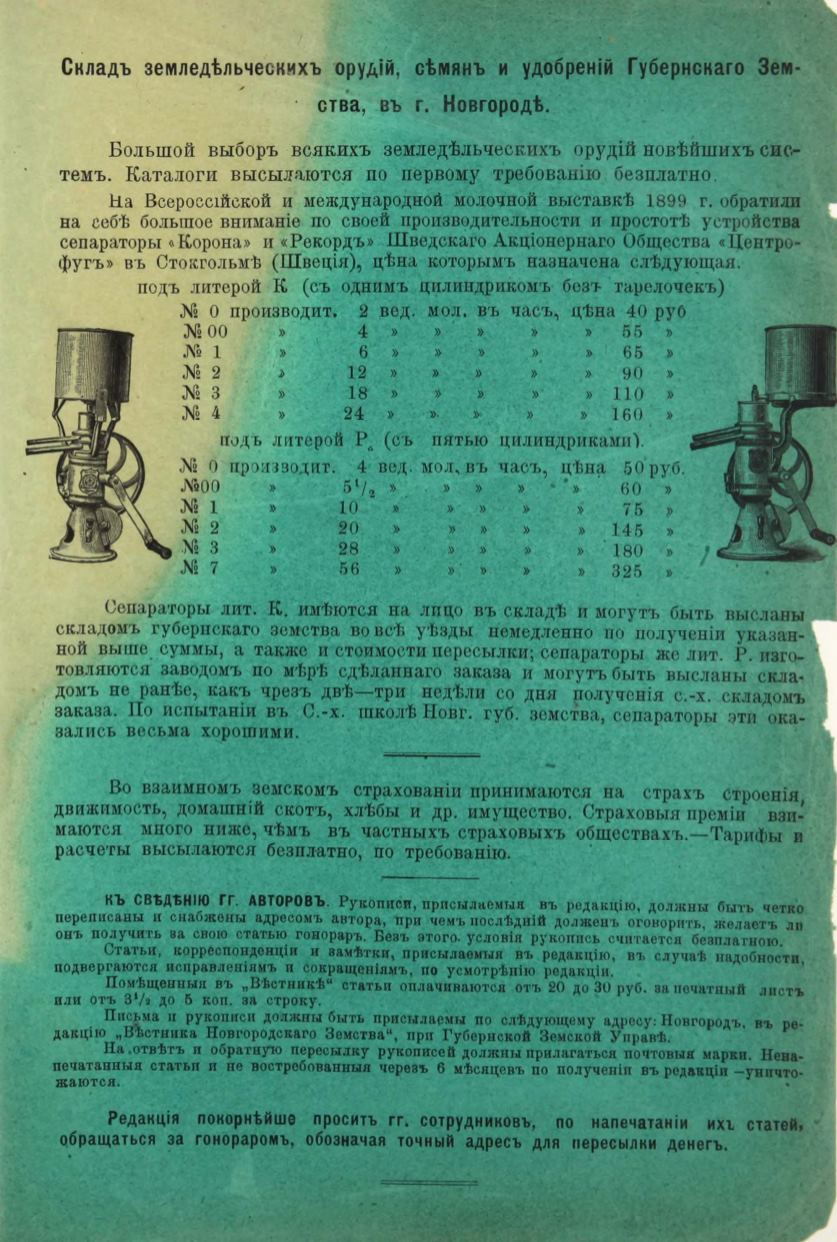 Складъ земледѣльческихъ орудій, сѣмянъ и удобреній Губернскаго Зем-
ства, въ г. Новгородѣ.
Большой выборъ всякихъ земледѣльческихъ орудій новѣйшихъ сис-
темъ. Каталоги высылаются по первому требованію безплатно.
На Всероссійской и международной молочной выставкѣ 1899 г. обратили
на себѣ большое вниманіе по своей производительности и простотѣ устройства
сепараторы «Корона» и «Рекордъ» Шведскаго Акціонернаго Общества «Центро-
фугъ» въ Стокгольмѣ (Швеція), цѣна которымъ назначена слѣдующая.
подъ литерой К (съ однимъ цилиндрикомъ безъ тарелочекъ)
№ 0 производит. 2 вед. мол. въ часъ, цѣна 40 руб
№ 00 » 4 » » » » » 55 »
№ 1 » 6 » » » » » 65 »
№ 2 » 12 » » » » » 90 »
№ 3 » 18 » » » » » 110 »
№ 4 » 24 » » » » » 160 »
подъ литерой Р. (съ пятью цилиндриками).
№ 0 производит. 4 вед. мол. въ часъ, цѣна 50 руб.
№00 » 5½ » » » » » 60 »
№ 1 » 10 » » » » » 75 »
№ 2 » 20 » » » » » 145 »
№ 3 » 28 » » » » » 180 »
№ 7 » 56 » » » » » 325 »
Сепараторы лит. К. имѣются на лицо въ складѣ и могутъ быть высланы
складомъ губернскаго земства во всѣ уѣзды немедленно по полученіи указан-
ной выше суммы, а также и стоимости пересылки; сепараторы же лит. Р. изго-
товляются заводомъ по мѣрѣ сдѣланнаго заказа и могутъ быть высланы скла-
домъ не ранѣе, какъ чрезъ двѣ—три недѣли со дня полученія с.-х. складомъ
заказа. По испытаніи въ С.-х. школѣ Новг. губ. земства, сепараторы эти ока-
зались весьма хорошими.
Во взаимномъ земскомъ страхованіи принимаются на страхъ строенія,
движимость, домашній скотъ, хлѣбы и др. имущество. Страховыя преміи взи-
маются много ниже, чѣмъ въ частныхъ страховыхъ обществахъ.—Тарифы и
расчеты высылаются безплатно, по требованію.
КЪ СВѢДѢНІЮ ГГ. АВТОРОВЪ. Рукописи, присылаемыя въ редакцію, должны быть четко
переписаны и снабжены адресомъ автора, при чемъ послѣдній долженъ оговорить, желаетъ ли
онъ получить за свою статью гонораръ. Безъ этого условія рукопись считается безплатною.
Статьи, корреспонденціи и замѣтки, присылаемыя въ редакцію, въ случаѣ надобности,
подвергаются исправленіямъ и сокращеніямъ, по усмотрѣнію редакціи.
Помѣщенныя въ „Вѣстникѣ“ статьи оплачиваются отъ 20 до 30 руб. за печатный листъ
или отъ 3½ до 5 коп. за строку.
Письма и рукописи должны быть присылаемы по слѣдующему адресу: Новгородъ, въ ре-
дакцію „Вѣстника Новгородскаго Земства“, при Губернской Земской Управѣ.
На отвѣтъ и обратную пересылку рукописей должны прилагаться почтовыя марки. Нена-
печатанныя статьи и не востребованныя черезъ 6 мѣсяцевъ по полученіи въ редакціи —уничто-
жаются.
Редакція покорнѣйше проситъ гг. сотрудниковъ, по напечатаніи ихъ статей,
обращаться за гонораромъ, обозначая точный адресъ для пересылки денегъ.